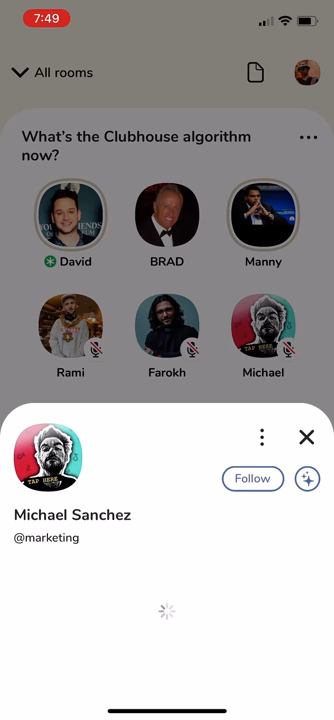 7:49
All rooms
What's the Clubhouse algorithm
now?
David
BRAD
Manny
Rami
Farokh
Michael
TAP HERE
Follow
Michael Sanchez
@marketing